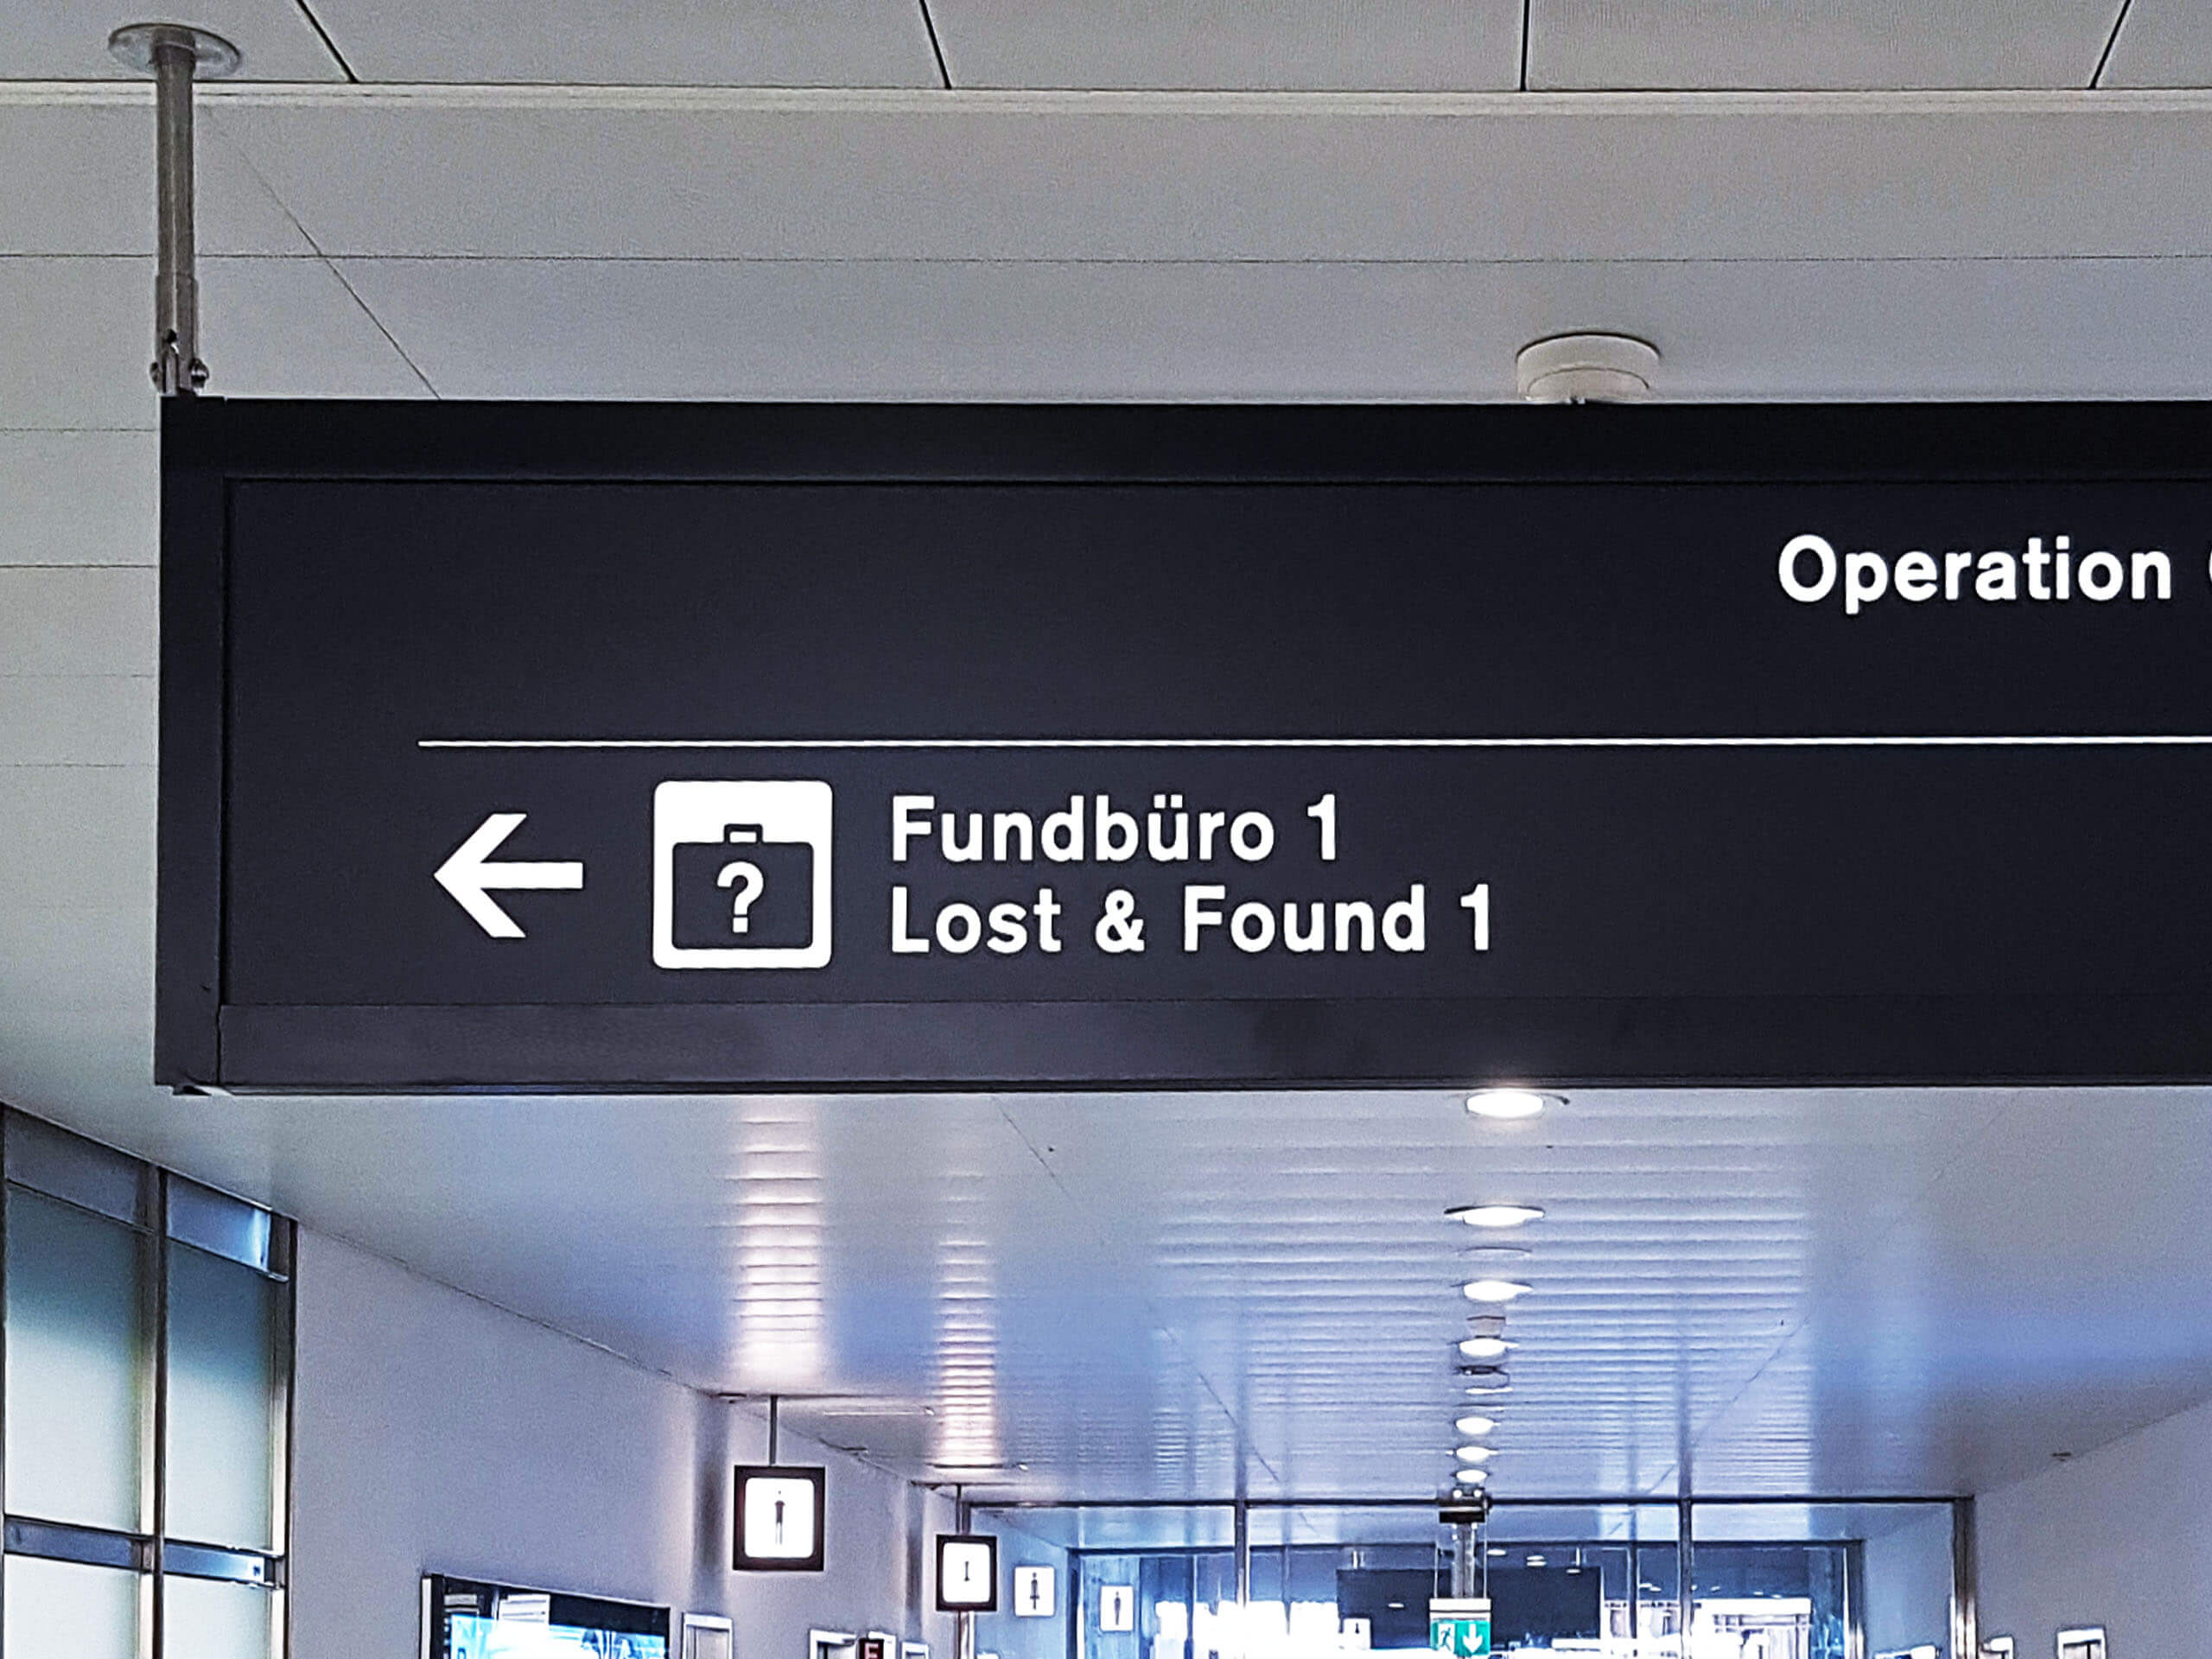 Operation
?
Fundbüro 1
Lost & Found 1